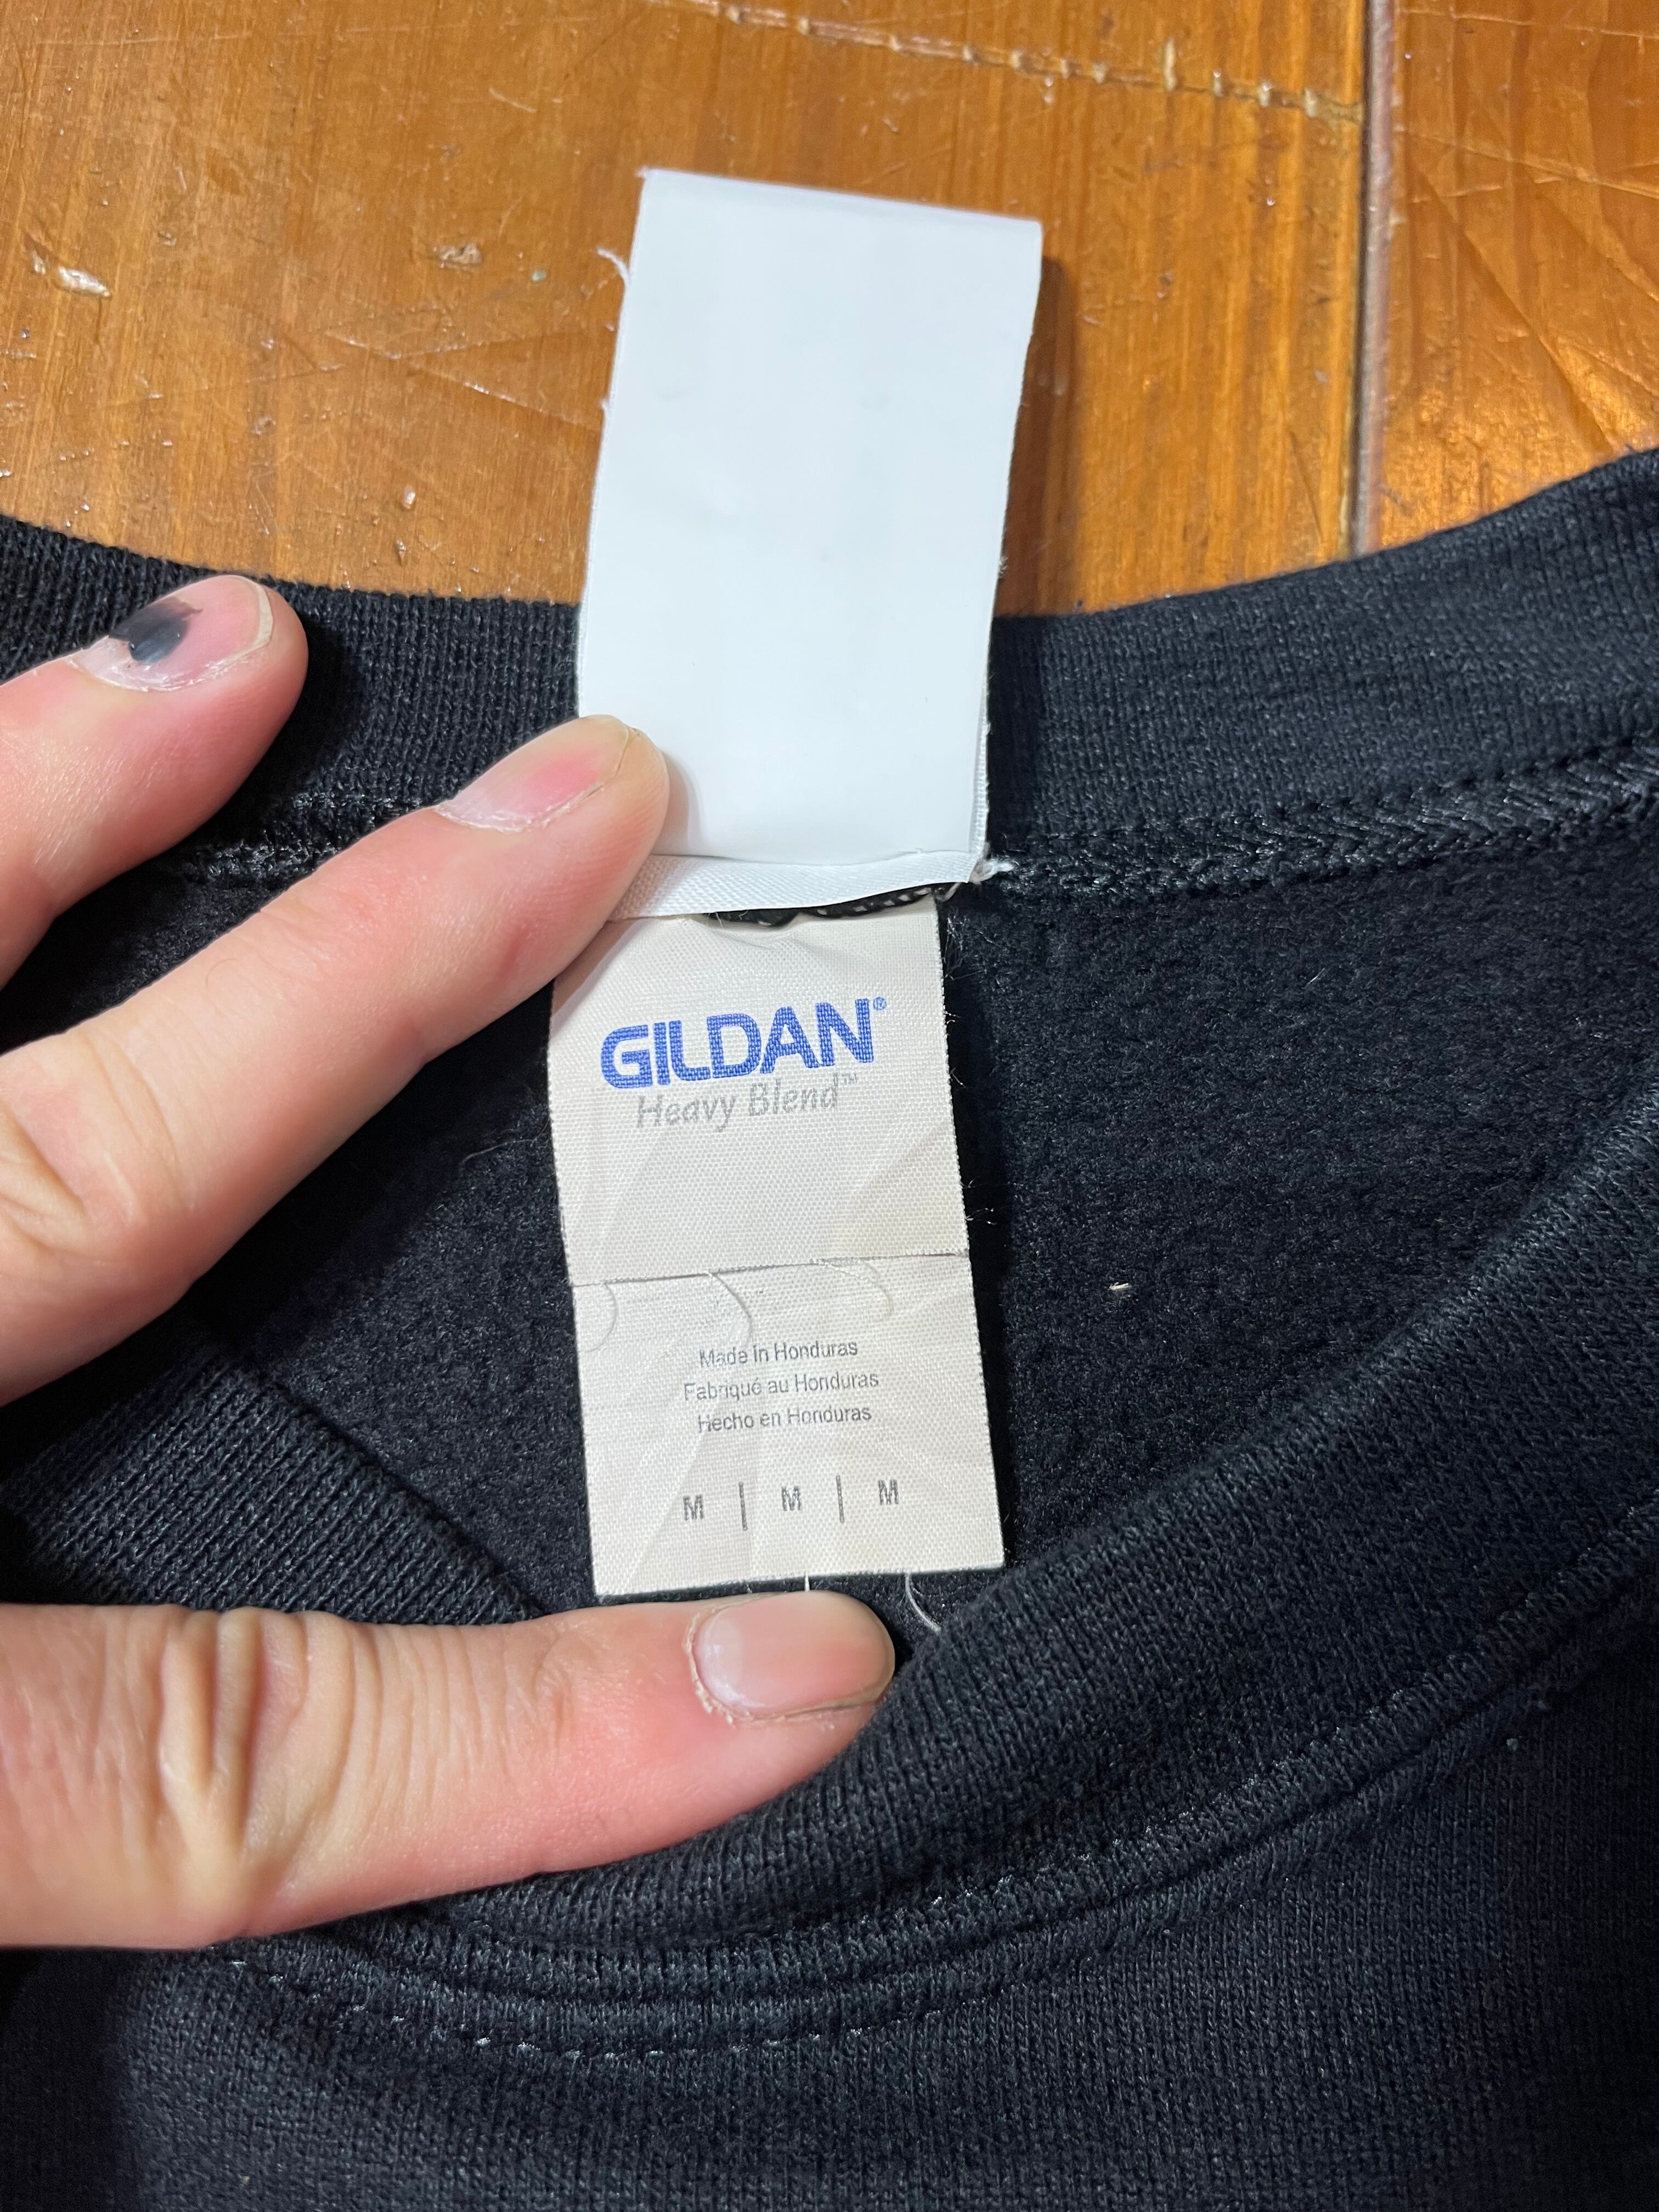 GILDAN®
Heavy Blend™
Made in Honduras
Fabriqué au Honduras
Hecho en Honduras
M | M | M